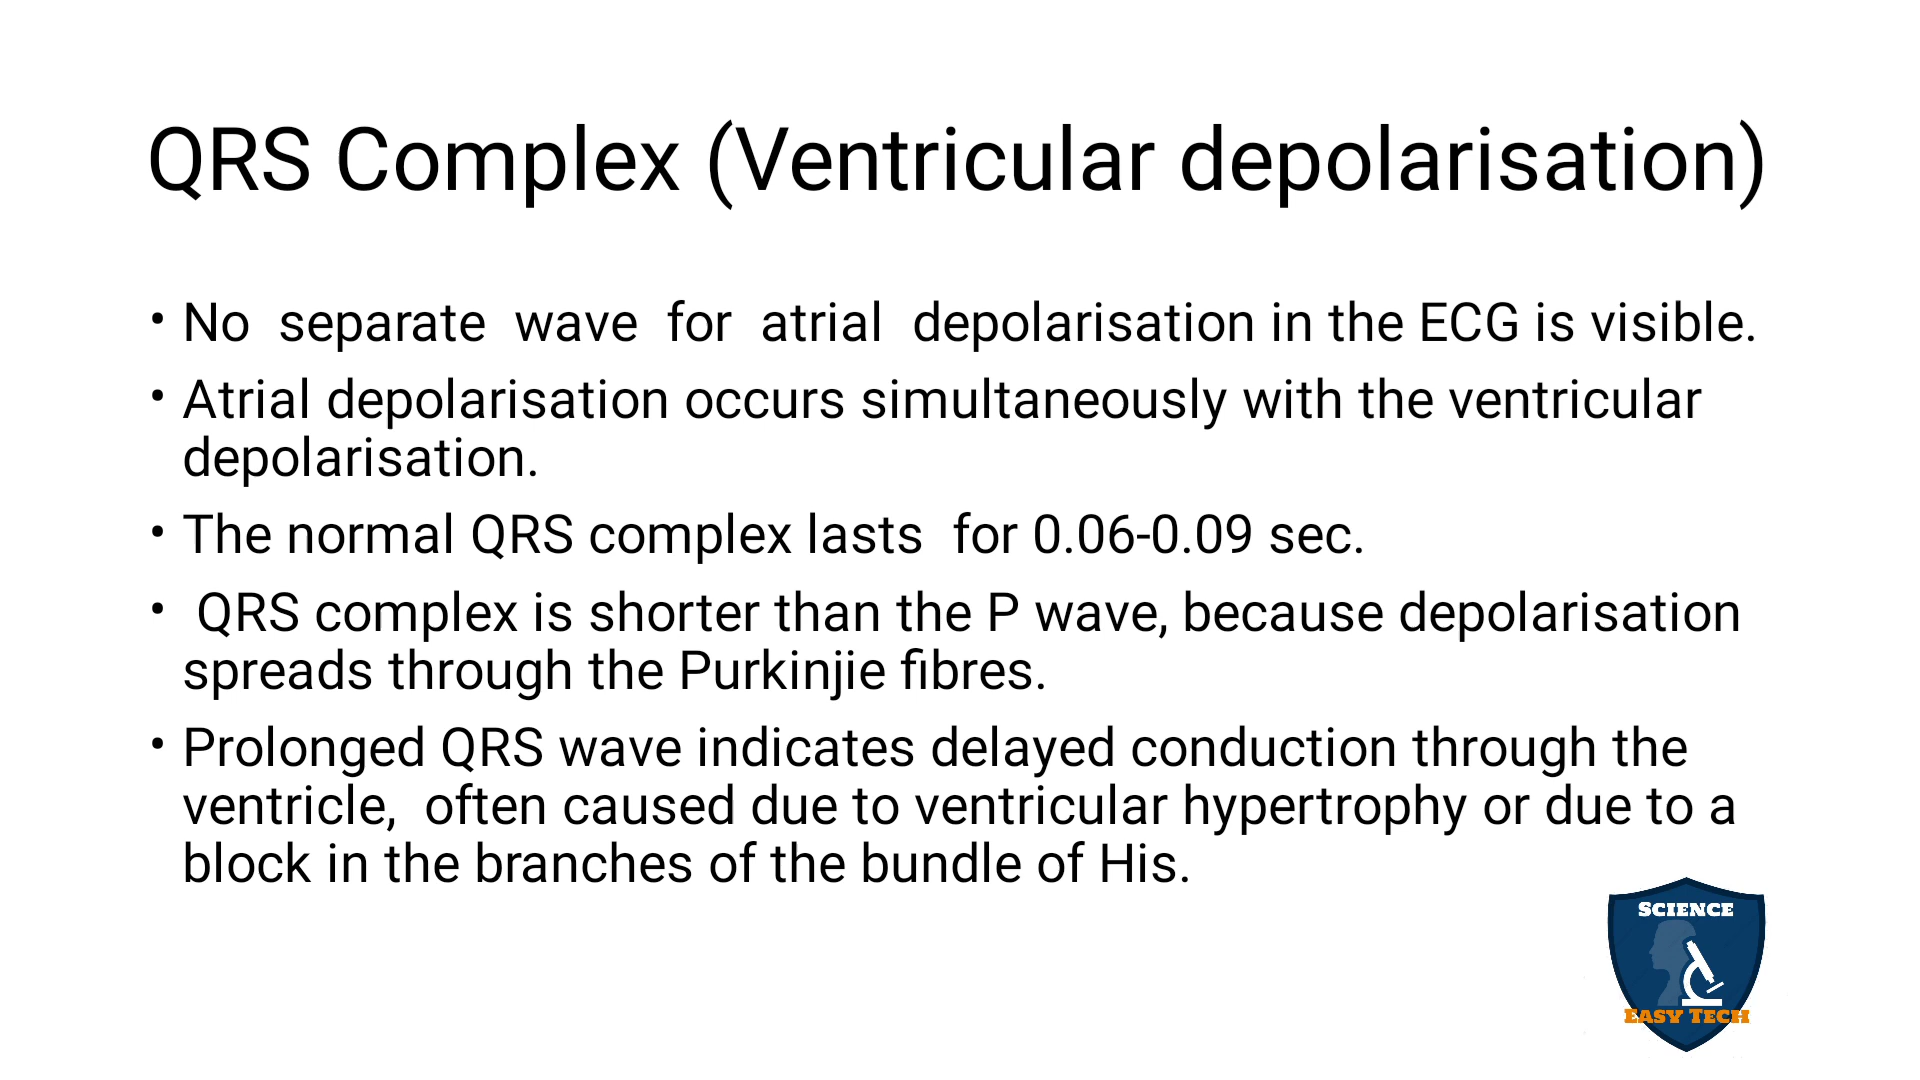 QRS Complex (Ventricular depolarisation)
• No separate wave for atrial depolarisation in the ECG is visible.
• Atrial depolarisation occurs simultaneously with the ventricular
depolarisation.
• The normal QRS complex lasts for 0.06-0.09 sec.
• QRS complex is shorter than the P wave, because depolarisation
spreads through the Purkinjie fibres.
• Prolonged QRS wave indicates delayed conduction through the
ventricle, often caused due to ventricular hypertrophy or due to a
block in the branches of the bundle of His.
SCIENCE
EASY TECH